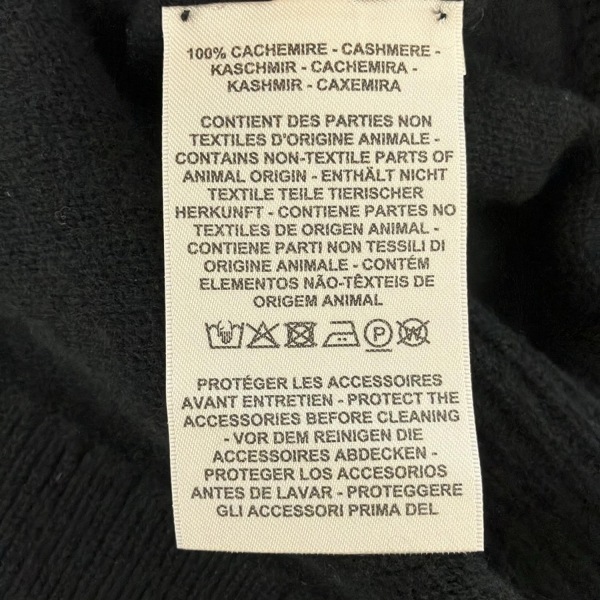 100% CACHEMIRE - CASHMERE -
KASCHMIR - CACHEMIRA -
KASHMIR - CAXEMIRA
CONTIENT DES PARTIES NON
TEXTILES D'ORIGINE ANIMALE -
CONTAINS NON-TEXTILE PARTS OF
ANIMAL ORIGIN - ENTHÄLT NICHT
TEXTILE TEILE TIERISCHER
HERKUNFT - CONTIENE PARTES NO
TEXTILES DE ORIGEN ANIMAL -
CONTIENE PARTI NON TESSILI DI
ORIGINE ANIMALE - CONTÉM
ELEMENTOS NÃO-TÊXTEIS DE
ORIGEM ANIMAL
P W
PROTÉGER LES ACCESSOIRES
AVANT ENTRETIEN - PROTECT THE
ACCESSORIES BEFORE CLEANING
- VOR DEM REINIGEN DIE
ACCESSOIRES ABDECKEN -
PROTEGER LOS ACCESORIOS
ANTES DE LAVAR - PROTEGGERE
GLI ACCESSORI PRIMA DEL